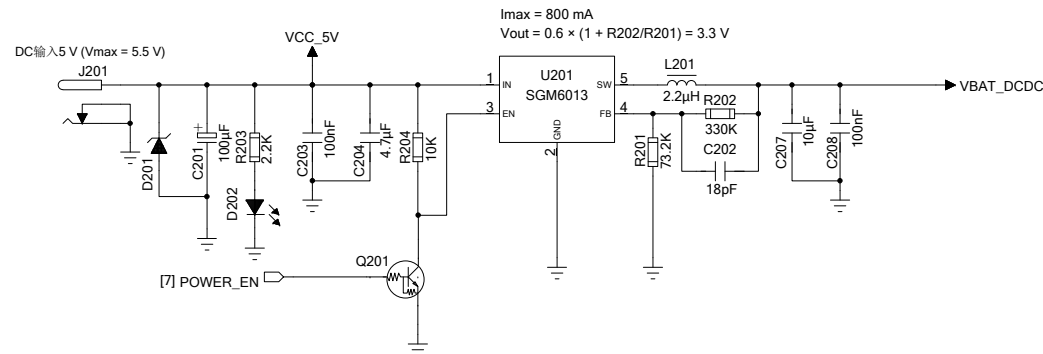 Imax = 800 mA
Vout = 0.6 × (1 + R202/R201) = 3.3 V
DC输入5 V (Vmax = 5.5 V)
J201
VCC_5V
1
IN
3
EN
U201
SGM6013
GND
2
SW
5
FB
4
L201
2.2μH
R202
330K
C202
18pF
R201
73.2K
VBAT_DCDC
C207
10μF
C208
100nF
D201
C201
+
100μF
R203
2.2K
D202
C203
100nF
C204
4.7μF
R204
10K
Q201
[7] POWER_EN